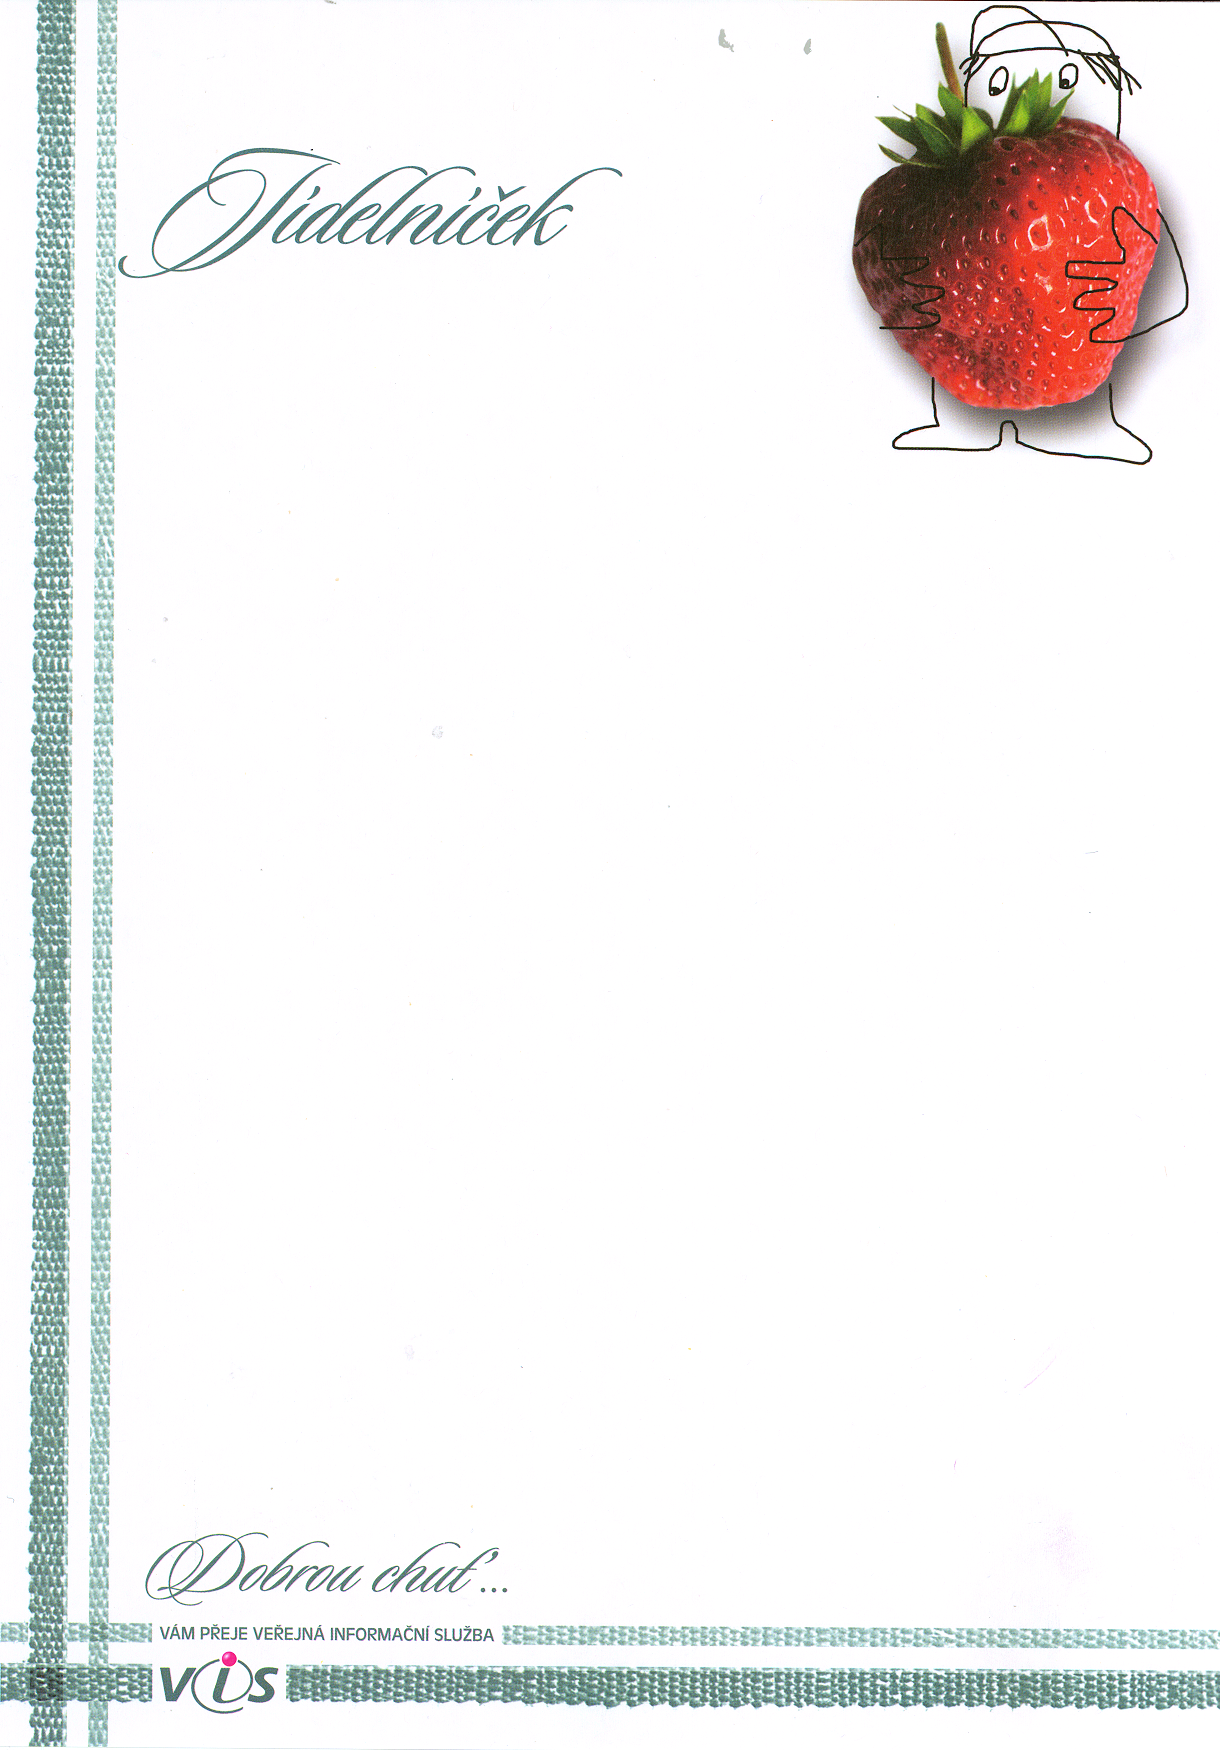 Jídelníček
Dobrou chuť...
VÁM PŘEJE VEŘEJNÁ INFORMAČNÍ SLUŽBA
VIS